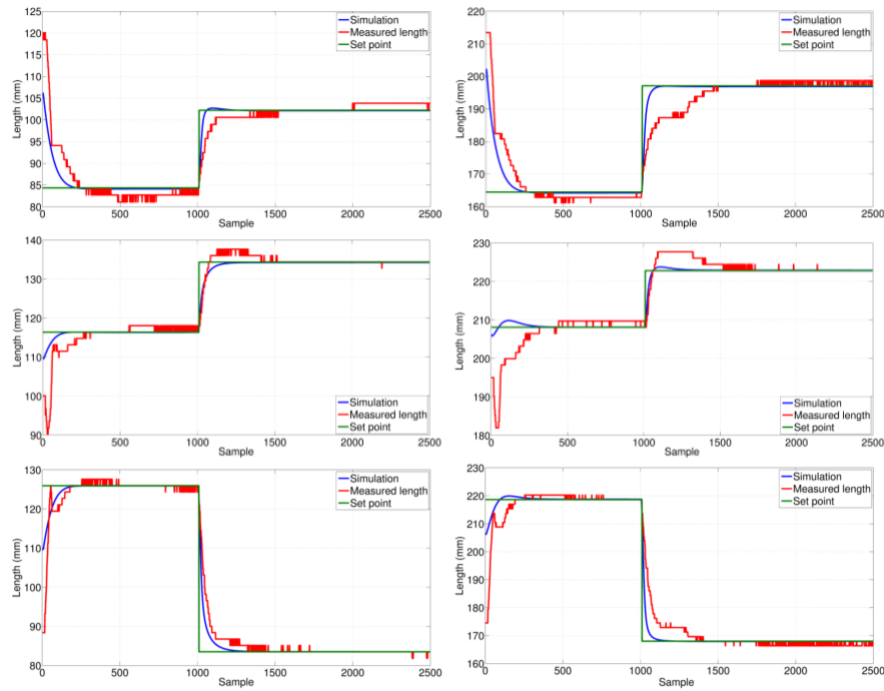 125
120
115
110
105
100
95
90
85
80
Length (mm)
0
500
1000
1500
2000
2500
Sample
Simulation
Measured length
Set point
220
210
200
190
180
170
160
Length (mm)
0
500
1000
1500
2000
2500
Sample
Simulation
Measured length
Set point
140
130
120
110
100
90
Length (mm)
0
500
1000
1500
2000
2500
Sample
Simulation
Measured length
Set point
230
220
210
200
190
180
Length (mm)
0
500
1000
1500
2000
2500
Sample
Simulation
Measured length
Set point
130
120
110
100
90
80
Length (mm)
0
500
1000
1500
2000
2500
Sample
Simulation
Measured length
Set point
230
220
210
200
190
180
170
160
Length (mm)
0
500
1000
1500
2000
2500
Sample
Simulation
Measured length
Set point